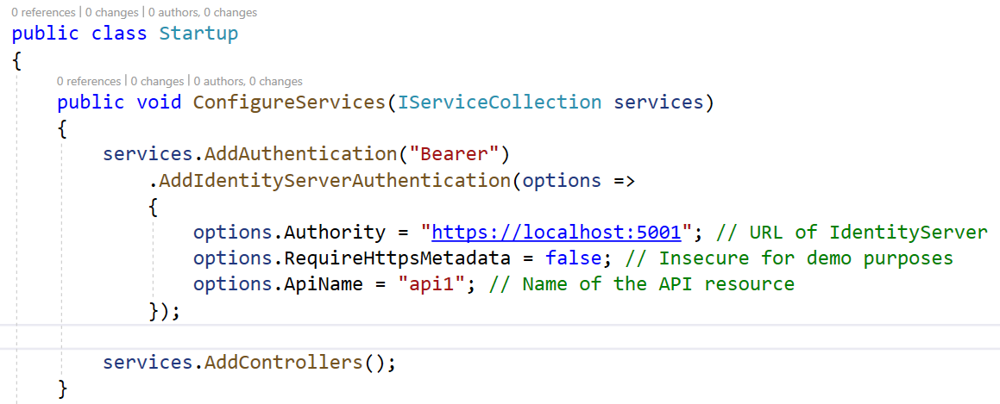 0 references | 0 changes | 0 authors, 0 changes
public class Startup
{
0 references | 0 changes | 0 authors, 0 changes
public void ConfigureServices(IServiceCollection services)
{
services.AddAuthentication("Bearer")
.AddIdentityServerAuthentication(options =>
{
options.Authority = "https://localhost:5001"; // URL of IdentityServer
options.RequireHttpsMetadata = false; // Insecure for demo purposes
options.ApiName = "api1"; // Name of the API resource
});
services.AddControllers();
}